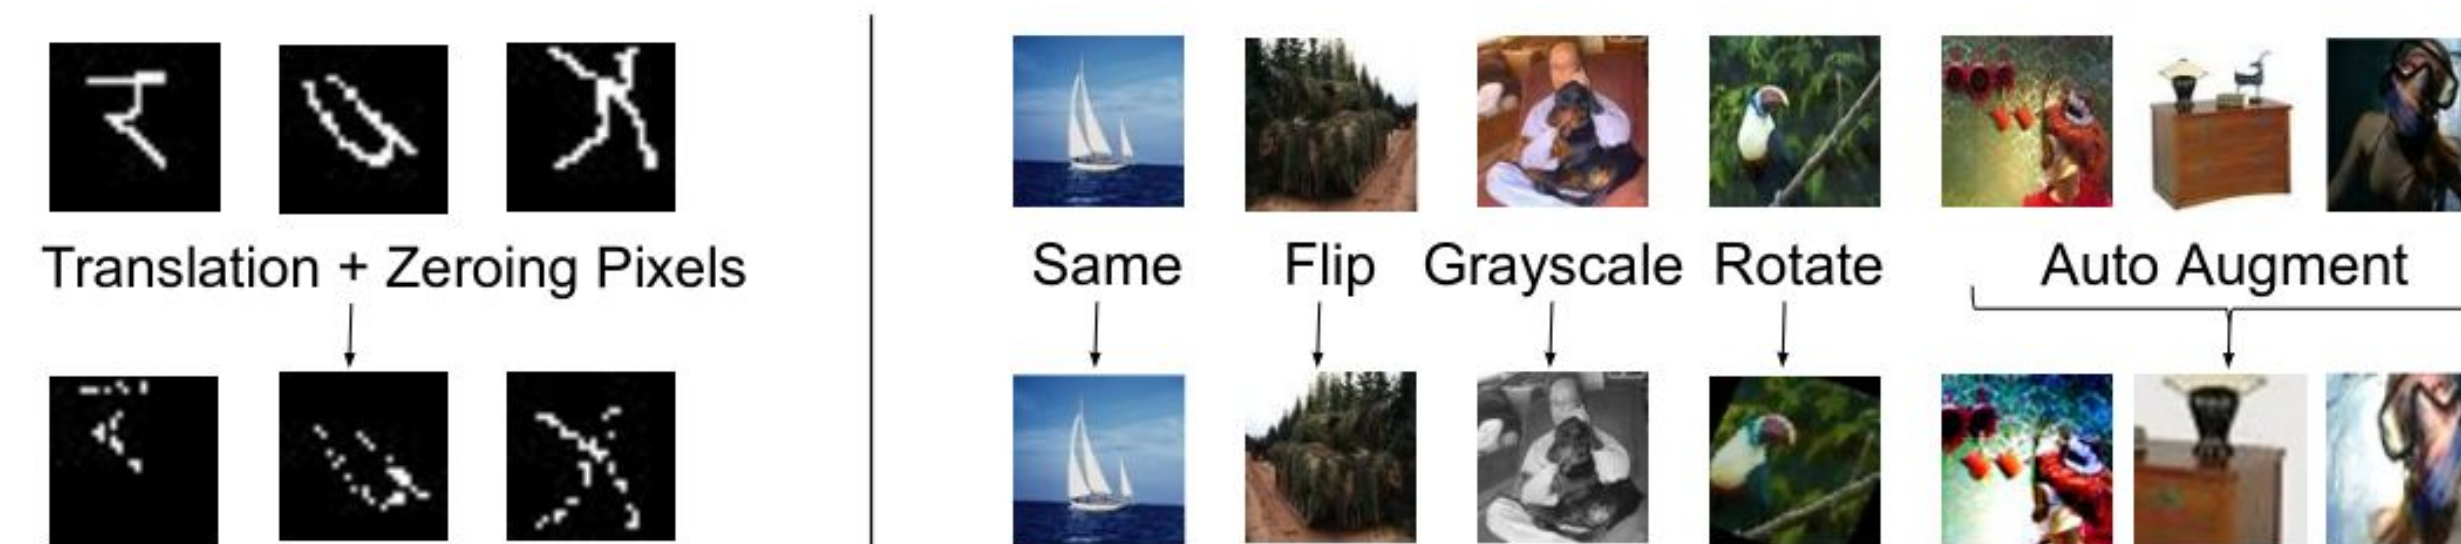 Translation + Zeroing Pixels
Same
Flip
Grayscale
Rotate
Auto Augment